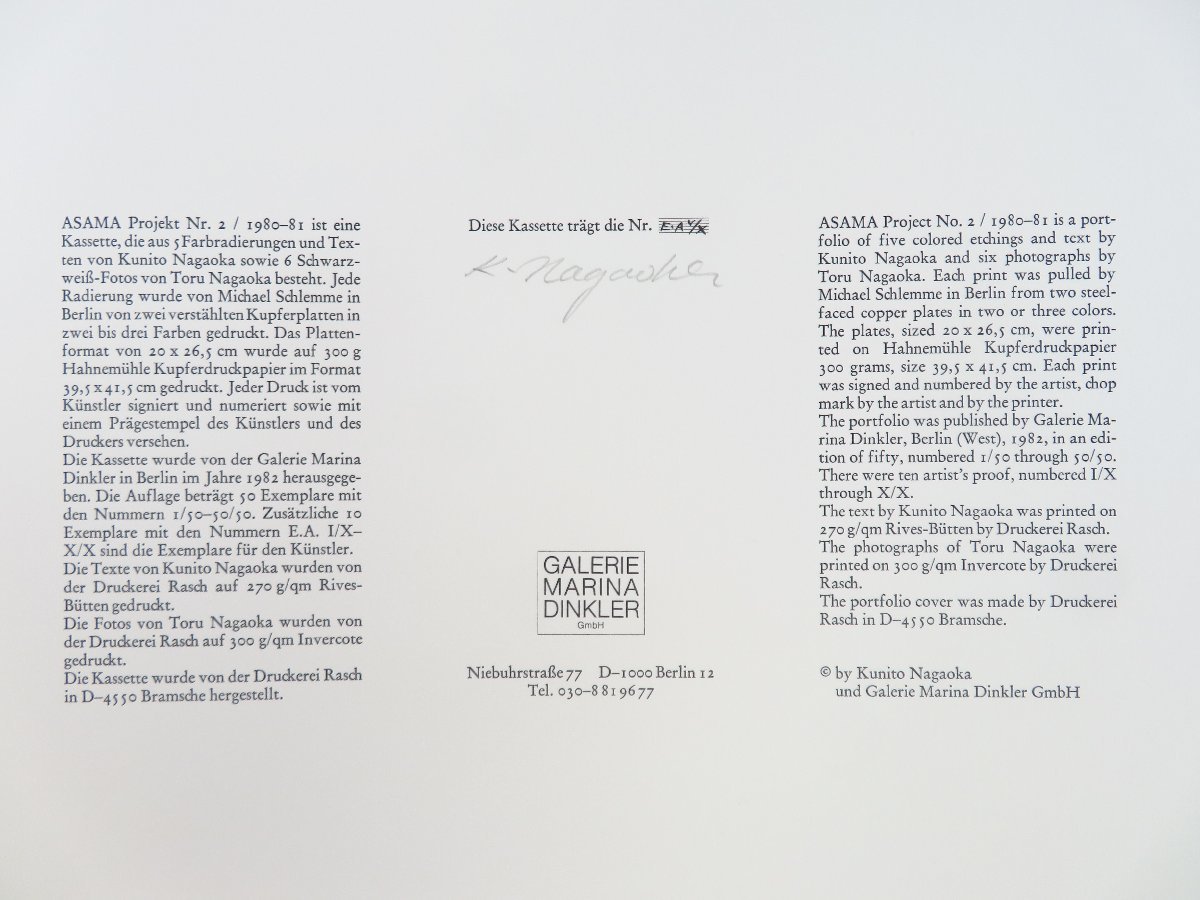 ASAMA Projekt Nr. 2 / 1980–81 ist eine
Kassette, die aus 5 Farbradierungen und Tex-
ten von Kunito Nagaoka sowie 6 Schwarz-
weiß-Fotos von Toru Nagaoka besteht. Jede
Radierung wurde von Michael Schlemme in
Berlin von zwei verstählten Kupferplatten in
zwei bis drei Farben gedruckt. Das Platten-
format von 20 x 26,5 cm wurde auf 300 g
Hahnemühle Kupferdruckpapier im Format
39,5 x 41,5 cm gedruckt. Jeder Druck ist vom
Künstler signiert und numeriert sowie mit
einem Prägestempel des Künstlers und des
Druckers versehen.
Die Kassette wurde von der Galerie Marina
Dinkler in Berlin im Jahre 1982 herausgege-
ben. Die Auflage beträgt 50 Exemplare mit
den Nummern 1/50–50/50. Zusätzliche 10
Exemplare mit den Nummern E.A. I/X–
X/X sind die Exemplare für den Künstler.
Die Texte von Kunito Nagaoka wurden von
der Druckerei Rasch auf 270 g/qm Rives-
Bütten gedruckt.
Die Fotos von Toru Nagaoka wurden von
der Druckerei Rasch auf 300 g/qm Invercote
gedruckt.
Die Kassette wurde von der Druckerei Rasch
in D–4550 Bramsche hergestellt.
Diese Kassette trägt die Nr. E.A V/X
K. Nagaoka
GALERIE
MARINA
DINKLER
GmbH
Niebuhrstraße 77 D–1000 Berlin 12
Tel. 030–8819677
ASAMA Project No. 2 / 1980–81 is a port-
folio of five colored etchings and text by
Kunito Nagaoka and six photographs by
Toru Nagaoka. Each print was pulled by
Michael Schlemme in Berlin from two steel-
faced copper plates in two or three colors.
The plates, sized 20 x 26,5 cm, were prin-
ted on Hahnemühle Kupferdruckpapier
300 grams, size 39,5 x 41,5 cm. Each print
was signed and numbered by the artist, chop
mark by the artist and by the printer.
The portfolio was published by Galerie Ma-
rina Dinkler, Berlin (West), 1982, in an edi-
tion of fifty, numbered 1/50 through 50/50.
There were ten artist's proof, numbered I/X
through X/X.
The text by Kunito Nagaoka was printed on
270 g/qm Rives-Bütten by Druckerei Rasch.
The photographs of Toru Nagaoka were
printed on 300 g/qm Invercote by Druckerei
Rasch.
The portfolio cover was made by Druckerei
Rasch in D–4550 Bramsche.
© by Kunito Nagaoka
und Galerie Marina Dinkler GmbH